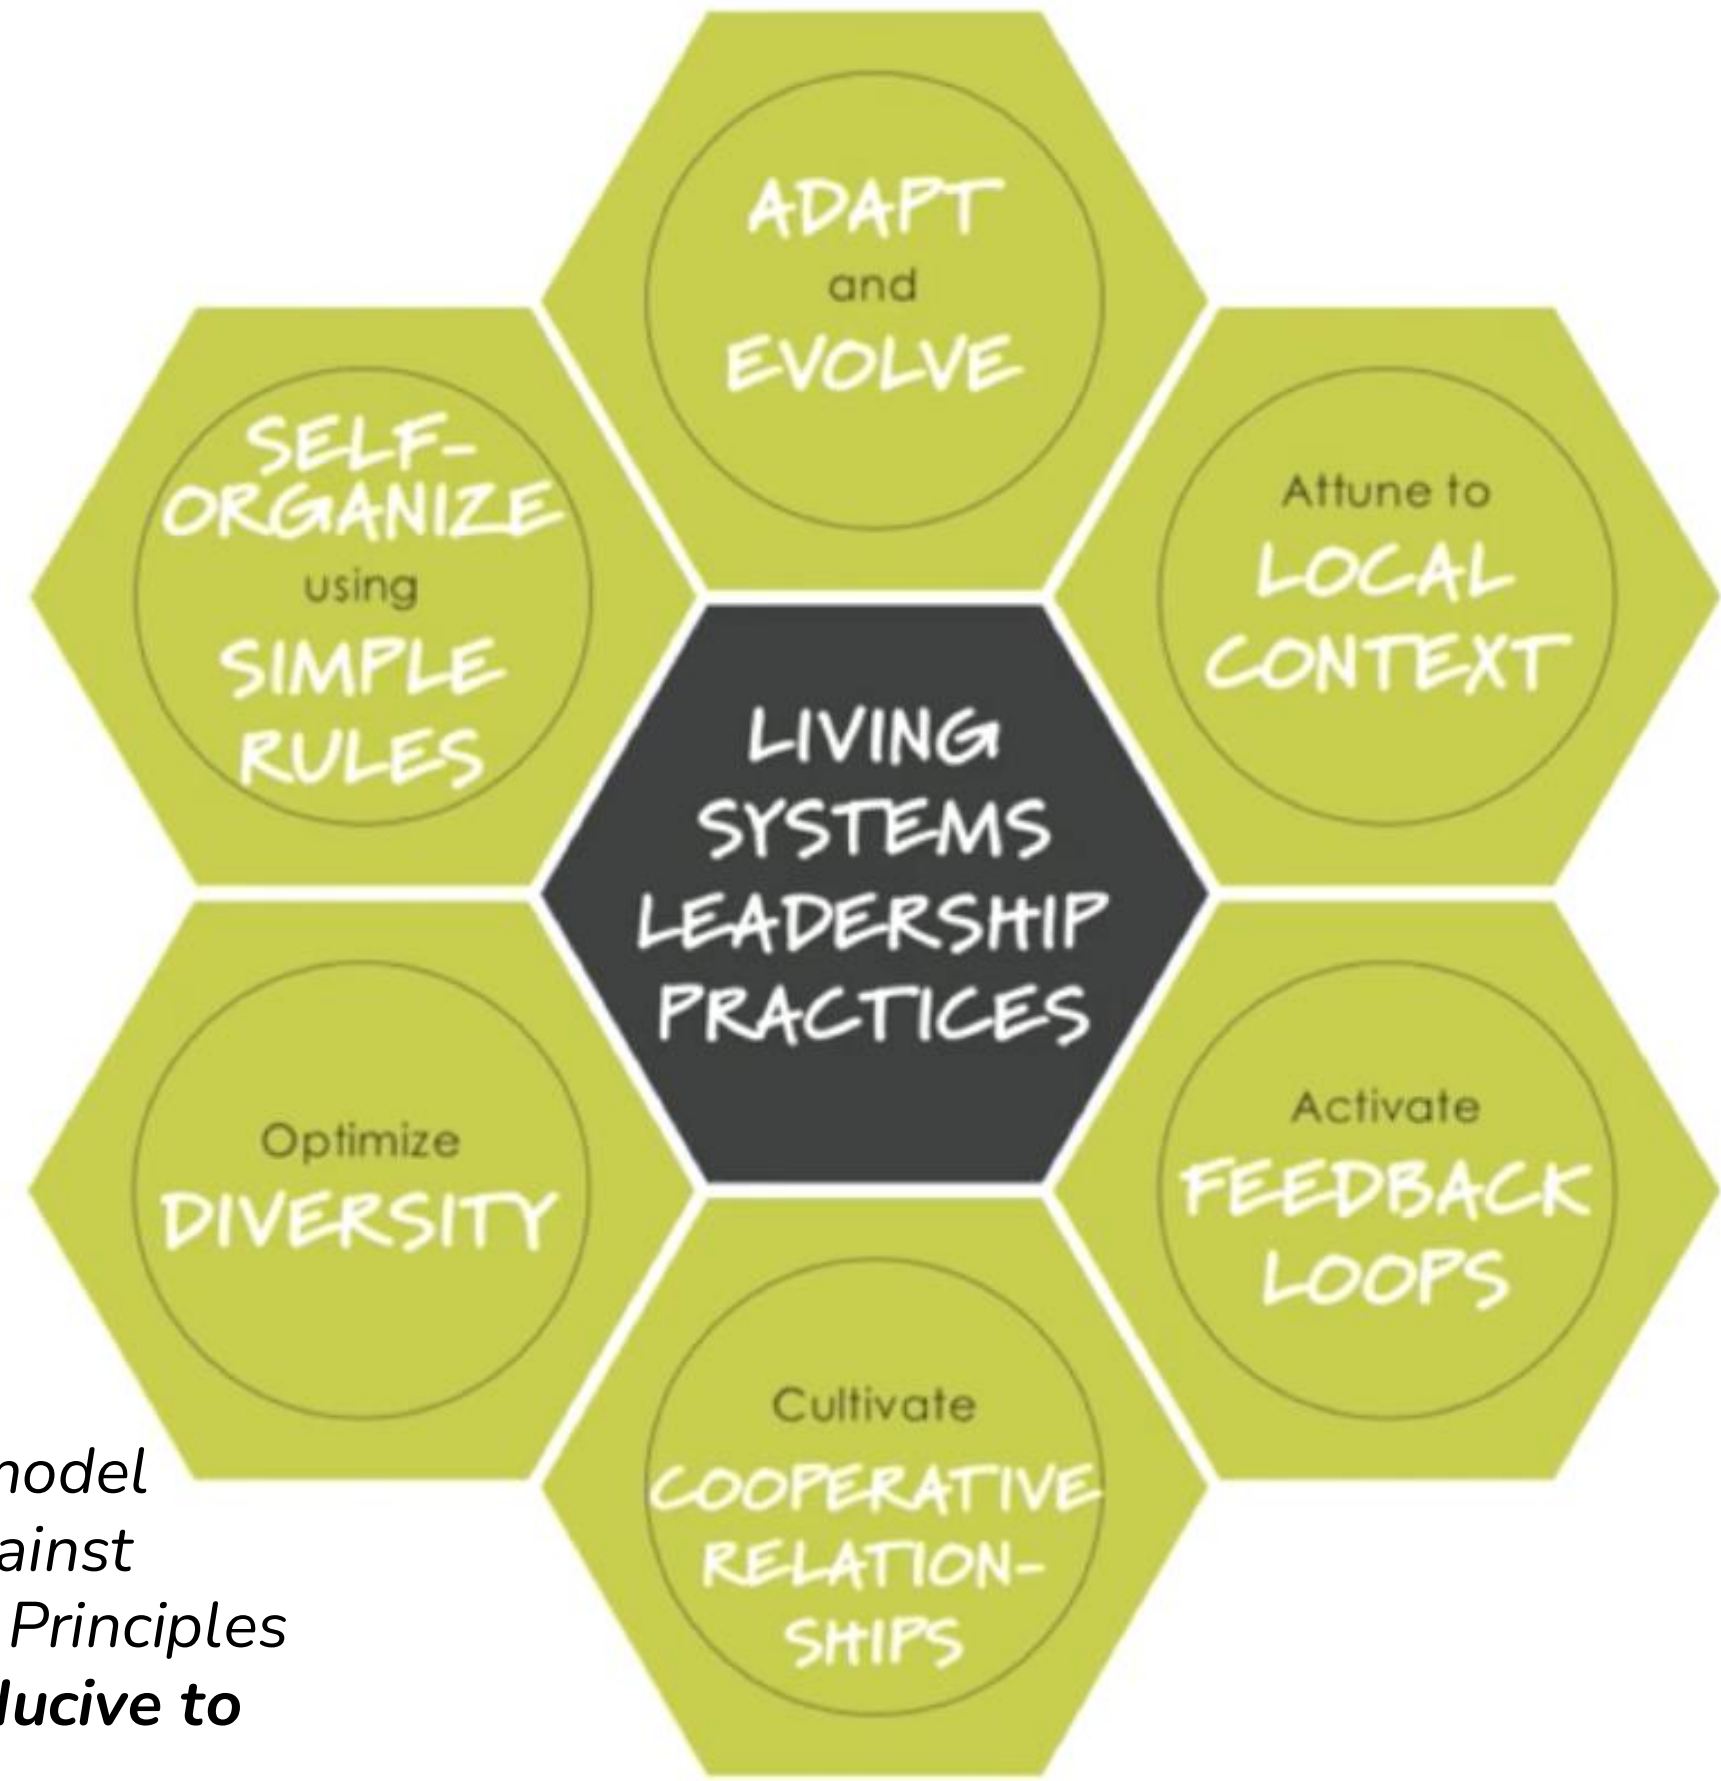 ADAPT
and
EVOLVE
Attune to
LOCAL
CONTEXT
Activate
FEEDBACK
LOOPS
Cultivate
COOPERATIVE
RELATION-
SHIPS
Optimize
DIVERSITY
SELF-
ORGANIZE
using
SIMPLE
RULES
LIVING
SYSTEMS
LEADERSHIP
PRACTICES
Principles
to